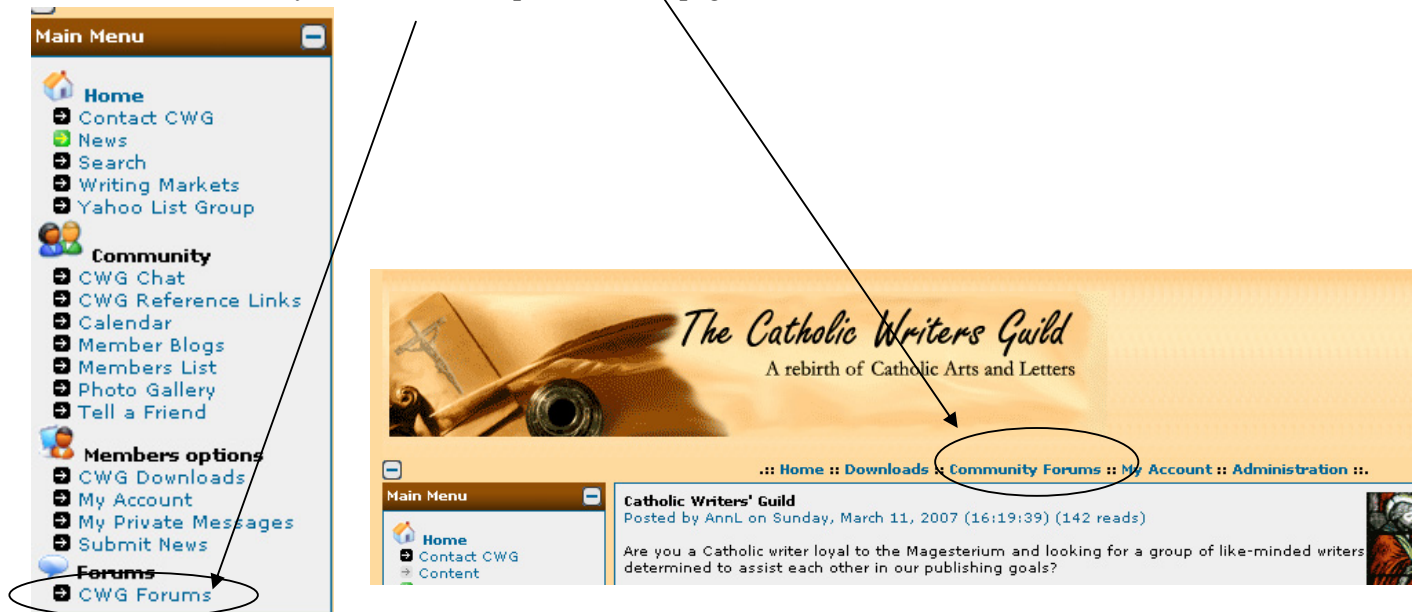 Main Menu
Home
Contact CWG
News
Search
Writing Markets
Yahoo List Group
Community
CWG Chat
CWG Reference Links
Calendar
Member Blogs
Members List
Photo Gallery
Tell a Friend
Members options
CWG Downloads
My Account
My Private Messages
Submit News
Forums
CWG Forums
The Catholic Writers Guild
A rebirth of Catholic Arts and Letters
.:: Home :: Downloads :: Community Forums :: My Account :: Administration ::.
Main Menu
Home
Contact CWG
Content
Catholic Writers' Guild
Posted by AnnL on Sunday, March 11, 2007 (16:19:39) (142 reads)
Are you a Catholic writer loyal to the Magesterium and looking for a group of like-minded writers
determined to assist each other in our publishing goals?